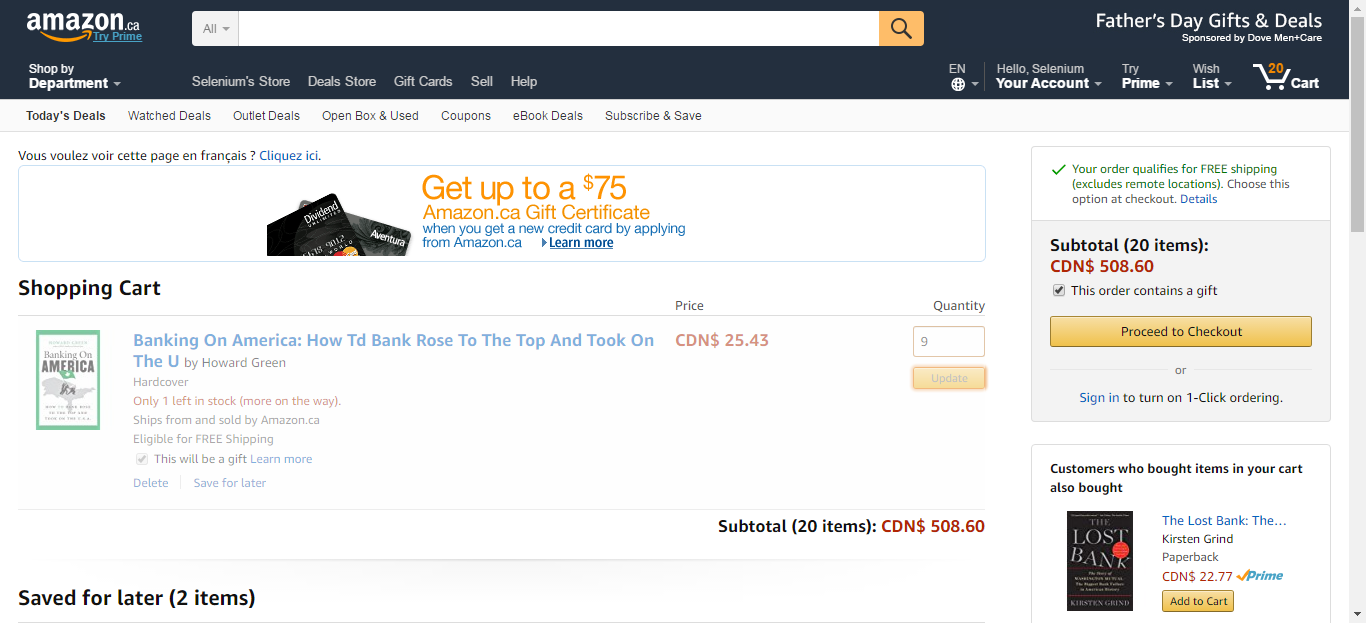 amazon.ca
Try Prime
All
Father's Day Gifts & Deals
Sponsored by Dove Men+Care
Shop by
Department
Selenium's Store
Deals Store
Gift Cards
Sell
Help
EN
Hello, Selenium
Your Account
Try
Prime
Wish
List
20
Cart
Today's Deals
Watched Deals
Outlet Deals
Open Box & Used
Coupons
eBook Deals
Subscribe & Save
Vous voulez voir cette page en français ? Cliquez ici.
Dividend
UNLIMITED
WORLD
Aventura
Get up to a $75
Amazon.ca Gift Certificate
when you get a new credit card by applying
from Amazon.ca
Learn more
Shopping Cart
Price
Quantity
HOWARD GREEN
Banking On
AMERICA
HOW TD BANK ROSE
TO THE TOP AND
TOOK ON THE U.S.A.
Banking On America: How Td Bank Rose To The Top And Took On
The U by Howard Green
Hardcover
Only 1 left in stock (more on the way).
Ships from and sold by Amazon.ca
Eligible for FREE Shipping
This will be a gift Learn more
Delete
Save for later
CDN$ 25.43
9
Update
Subtotal (20 items): CDN$ 508.60
Saved for later (2 items)
Your order qualifies for FREE shipping
(excludes remote locations). Choose this
option at checkout. Details
Subtotal (20 items):
CDN$ 508.60
This order contains a gift
Proceed to Checkout
or
Sign in to turn on 1-Click ordering.
Customers who bought items in your cart
also bought
THE
LOST
BANK
The Story of
WASHINGTON MUTUAL—
The Biggest Bank Failure
in American History
KIRSTEN GRIND
The Lost Bank: The…
Kirsten Grind
Paperback
CDN$ 22.77 Prime
Add to Cart